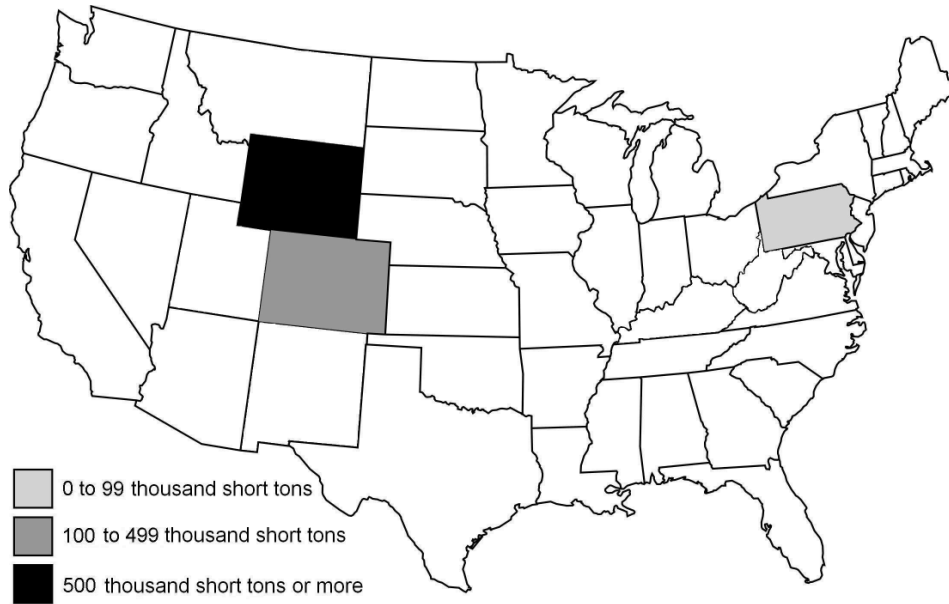 0 to 99 thousand short tons
100 to 499 thousand short tons
500 thousand short tons or more